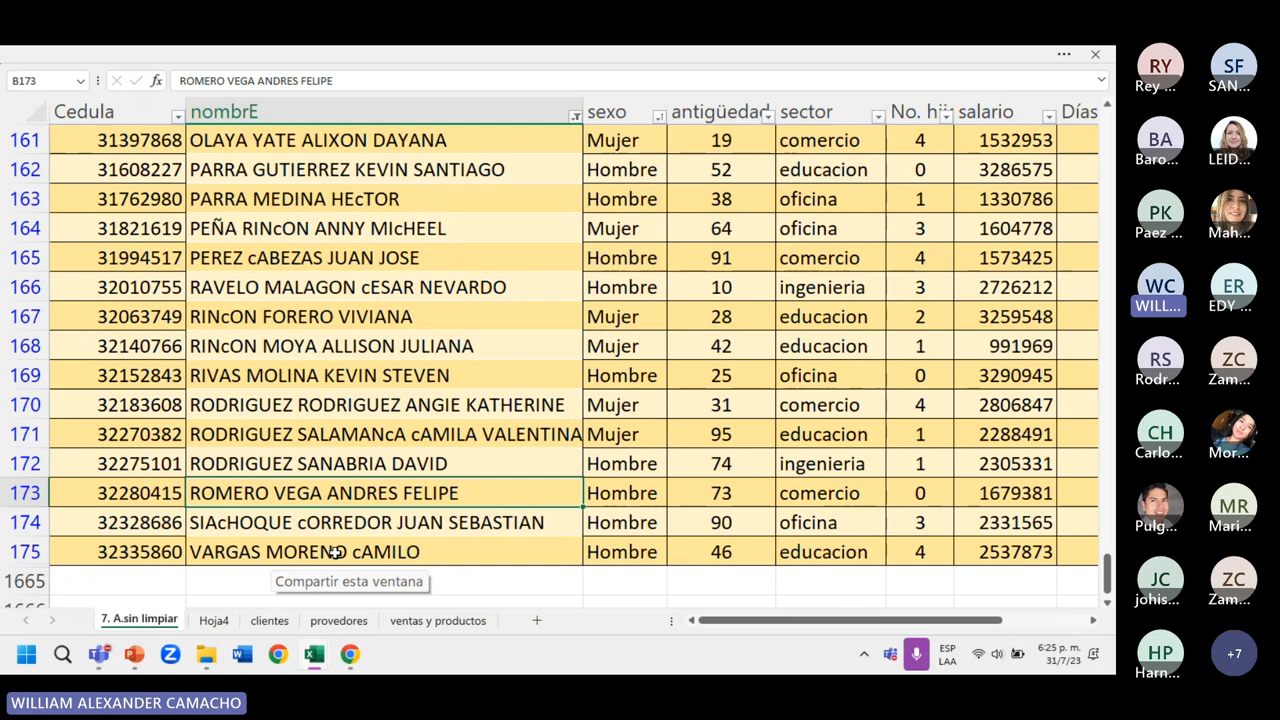 B173 ROMERO VEGA ANDRES FELIPE
Cedula nombrE sexo antigüedad sector No. hij salario Días
161 31397868 OLAYA YATE ALIXON DAYANA Mujer 19 comercio 4 1532953
162 31608227 PARRA GUTIERREZ KEVIN SANTIAGO Hombre 52 educacion 0 3286575
163 31762980 PARRA MEDINA HEcTOR Hombre 38 oficina 1 1330786
164 31821619 PEÑA RINcON ANNY MIcHEEL Mujer 64 oficina 3 1604778
165 31994517 PEREZ cABEZAS JUAN JOSE Hombre 91 comercio 4 1573425
166 32010755 RAVELO MALAGON cESAR NEVARDO Hombre 10 ingenieria 3 2726212
167 32063749 RINcON FORERO VIVIANA Mujer 28 educacion 2 3259548
168 32140766 RINcON MOYA ALLISON JULIANA Mujer 42 educacion 1 991969
169 32152843 RIVAS MOLINA KEVIN STEVEN Hombre 25 oficina 0 3290945
170 32183608 RODRIGUEZ RODRIGUEZ ANGIE KATHERINE Mujer 31 comercio 4 2806847
171 32270382 RODRIGUEZ SALAMANcA cAMILA VALENTINA Mujer 95 educacion 1 2288491
172 32275101 RODRIGUEZ SANABRIA DAVID Hombre 74 ingenieria 1 2305331
173 32280415 ROMERO VEGA ANDRES FELIPE Hombre 73 comercio 0 1679381
174 32328686 SIAcHOQUE cORREDOR JUAN SEBASTIAN Hombre 90 oficina 3 2331565
175 32335860 VARGAS MORENO cAMILO Hombre 46 educacion 4 2537873
1665
Compartir esta ventana
7. A.sin limpiar Hoja4 clientes provedores ventas y productos
ESP
LAA
6:25 p. m.
31/7/23
WILLIAM ALEXANDER CAMACHO
RY SF
Rey ... SAN...
BA
Baro... LEID...
PK
Paez ... Mah...
WC ER
WILL... EDY ...
RS ZC
Rodr... Zam...
CH
Carlo... Mor...
MR
Pulg... Mari...
JC ZC
johis... Zam...
HP +7
Harn...